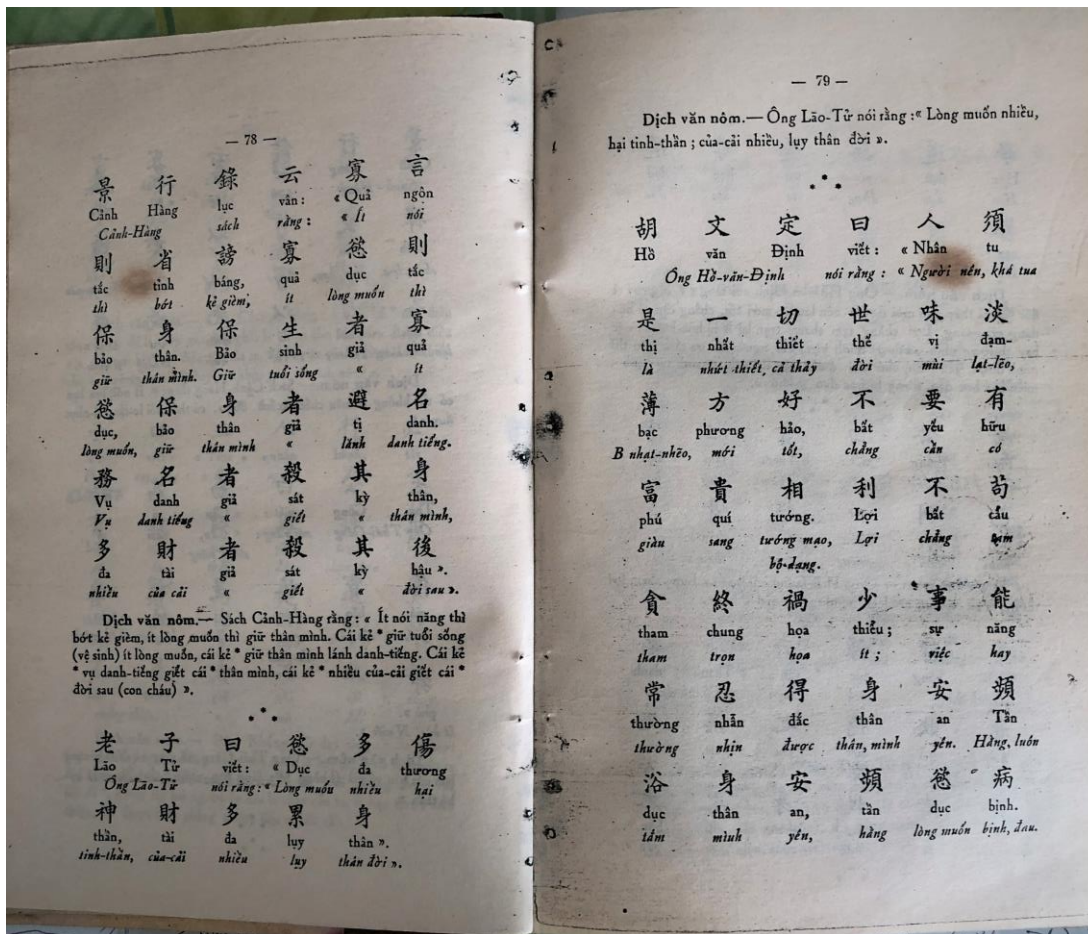 — 78 —
景 行 錄 云 寡 言
Cảnh Hàng lục vân : « Quả ngôn
Cảnh-Hàng sách rằng : « Ít nói
則 省 謗 寡 慾 則
tắc tỉnh báng, quả dục tắc
thì bớt kẻ gièm, ít lòng muốn thì
保 身 保 生 者 寡
bảo thân. Bảo sinh giả quả
giữ thân mình. Giữ tuổi sống « ít
慾 保 身 者 避 名
dục, bảo thân giả tị danh.
lòng muốn, giữ thân mình « lánh danh tiếng.
務 名 者 殺 其 身
Vụ danh giả sát kỳ thân,
Vụ danh tiếng « giết « thân mình,
多 財 者 殺 其 後
đa tài giả sát kỳ hậu ».
nhiều của cải « giết « đời sau ».
Dịch văn nôm.— Sách Cảnh-Hàng rằng : « Ít nói năng thì
bớt kẻ gièm, ít lòng muốn thì giữ thân mình. Cái kẻ * giữ tuổi sống
(vệ sinh) ít lòng muốn, cái kẻ * giữ thân mình lánh danh-tiếng. Cái kẻ
* vụ danh-tiếng giết cái * thân mình, cái kẻ * nhiều của-cải giết cái *
đời sau (con cháu) ».
老 子 曰 慾 多 傷
Lão Tử viết : « Dục đa thương
Ông Lão-Tử nói rằng : « Lòng muốn nhiều hại
神 財 多 累 身
thần, tài đa lụy thân ».
tinh-thần, của-cải nhiều lụy thân đời ».
— 79 —
Dịch văn nôm.— Ông Lão-Tử nói rằng :« Lòng muốn nhiều,
hại tinh-thần ; của-cải nhiều, lụy thân đời ».
胡 文 定 曰 人 須
Hồ văn Định viết : « Nhân tu
Ông Hồ-văn-Định nói rằng : « Người nên, khá tua
是 一 切 世 味 淡
thị nhất thiết thế vị đạm-
là nhứt thiết, cả thảy đời mùi lạt-lẽo,
薄 方 好 不 要 有
bạc phương hảo, bất yếu hữu
B nhạt-nhẽo, mới tốt, chẳng cần có
富 貴 相 利 不 苟
phú quí tướng. Lợi bất cẩu
giàu sang tướng mạo, Lợi chẳng tạm
bộ-dạng.
貪 終 禍 少 事 能
tham chung họa thiểu ; sự năng
tham trọn họa ít ; việc hay
常 忍 得 身 安 頻
thường nhẫn đắc thân an Tần
thường nhịn được thân, mình yên. Hằng, luôn
浴 身 安 頻 慾 病
dục thân an, tần dục bịnh.
tắm mình yên, hằng lòng muốn bịnh, đau.